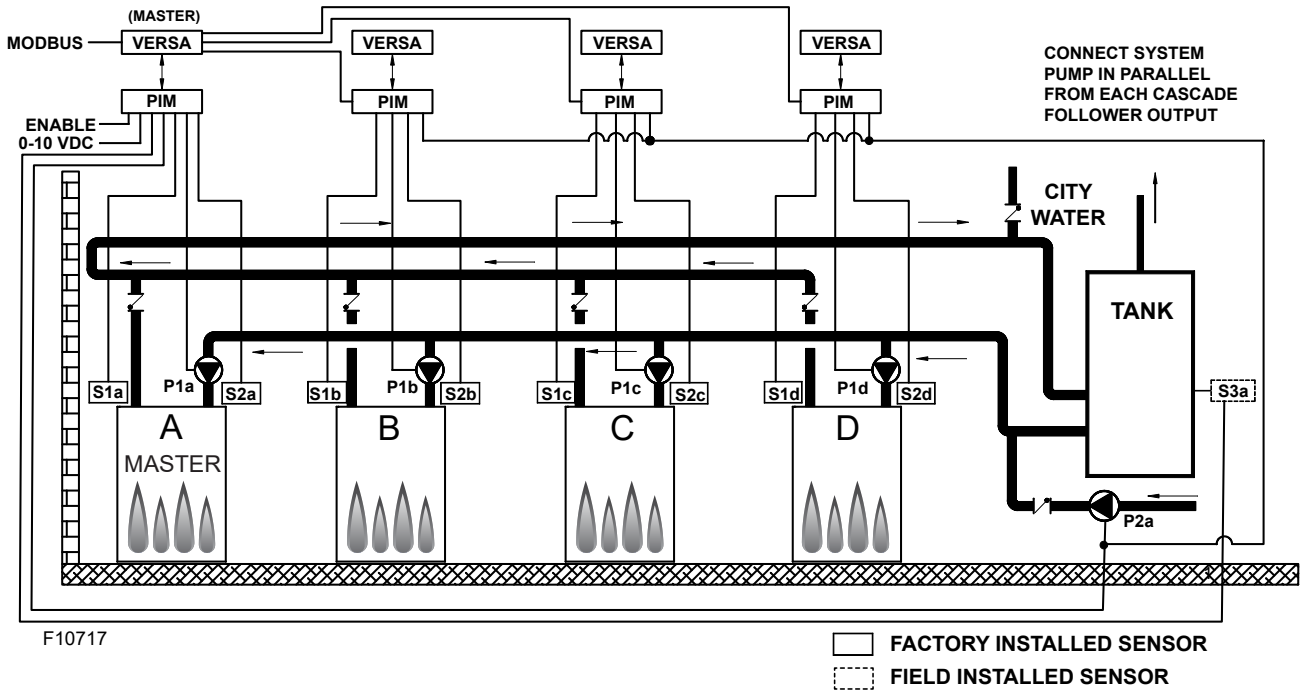 (MASTER)
MODBUS
VERSA
VERSA
VERSA
VERSA
PIM
PIM
PIM
PIM
CONNECT SYSTEM
PUMP IN PARALLEL
FROM EACH CASCADE
FOLLOWER OUTPUT
ENABLE
0-10 VDC
CITY
WATER
TANK
S1a
P1a
S2a
S1b
P1b
S2b
S1c
P1c
S2c
S1d
P1d
S2d
S3a
A
MASTER
B
C
D
P2a
F10717
FACTORY INSTALLED SENSOR
FIELD INSTALLED SENSOR